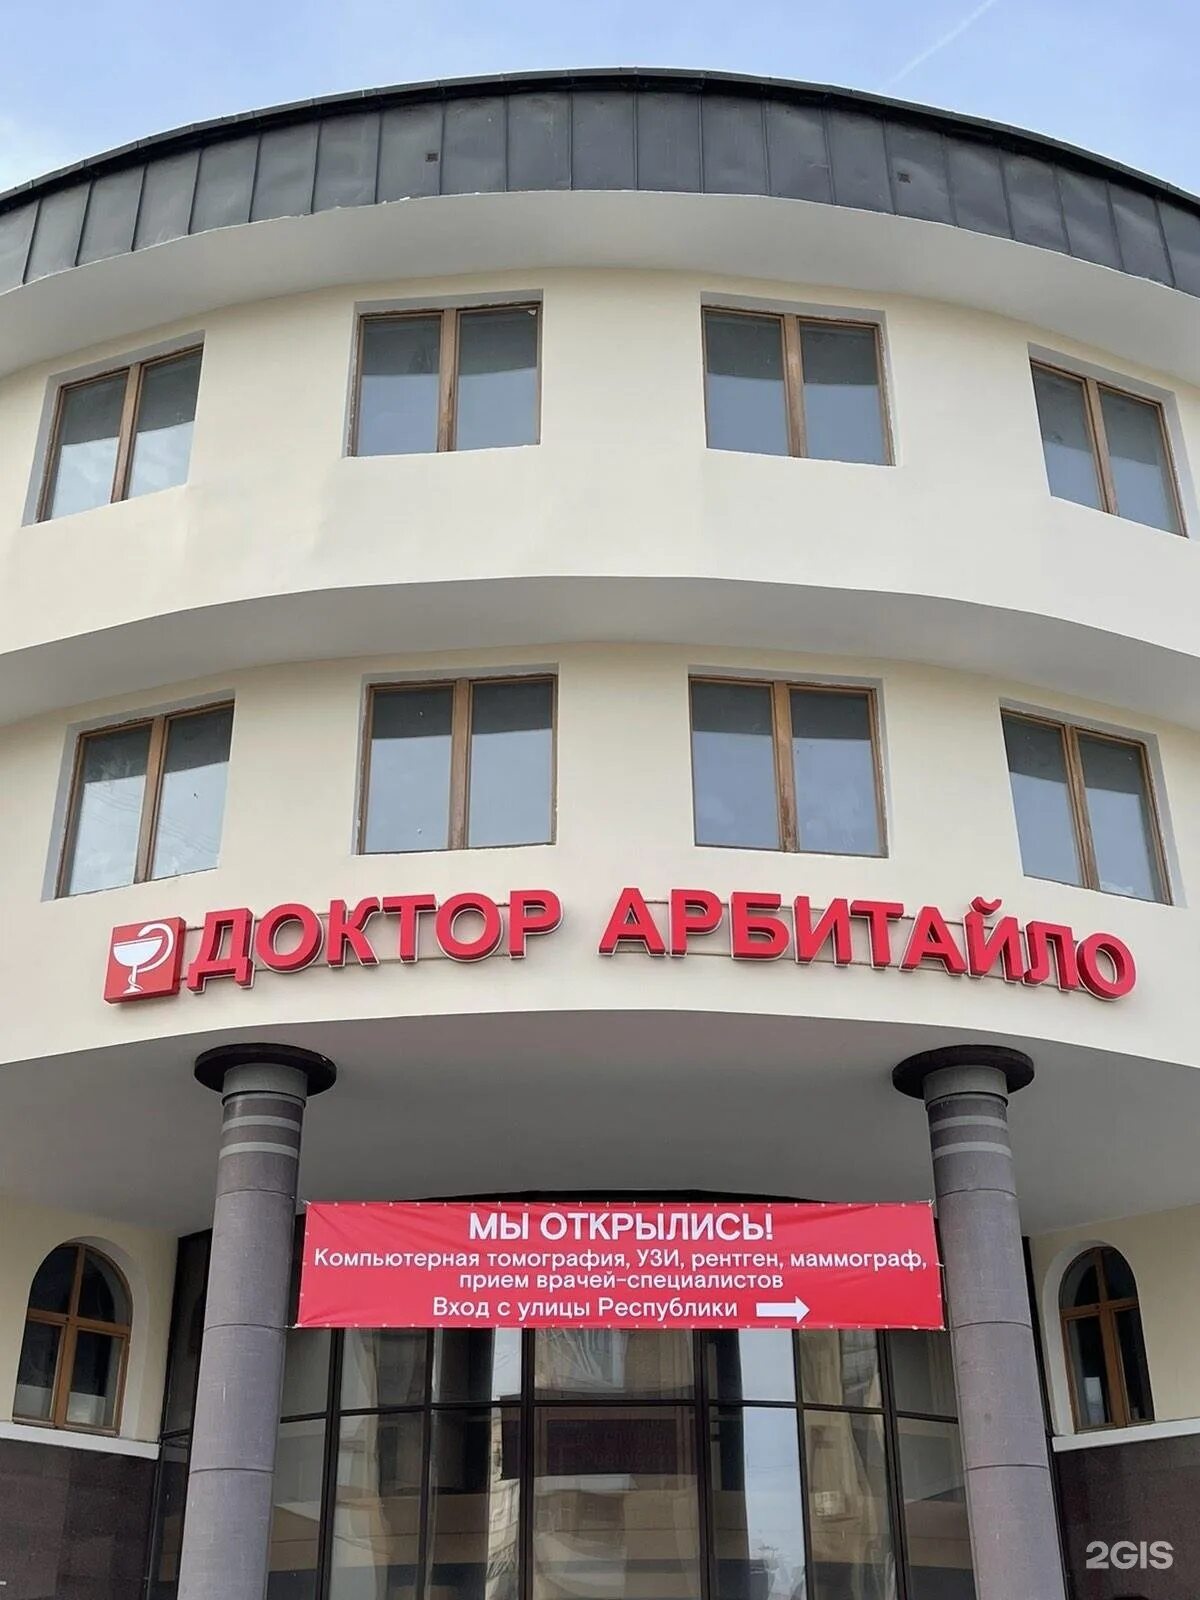 ДОКТОР АРБИТАЙЛО
МЫ ОТКРЫЛИСЬ!
Компьютерная томография, УЗИ, рентген, маммограф,
прием врачей-специалистов
Вход с улицы Республики
2GIS